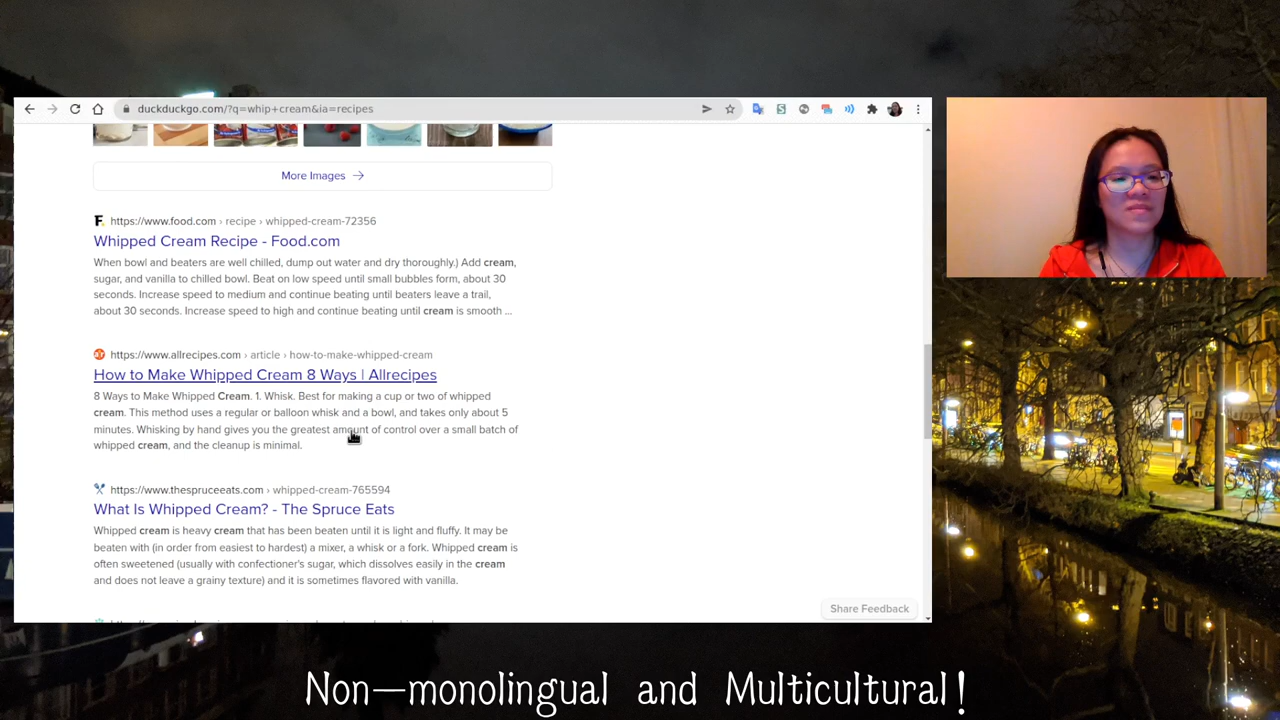 duckduckgo.com/?q=whip+cream&ia=recipes
More Images →
https://www.food.com › recipe › whipped-cream-72356
Whipped Cream Recipe - Food.com
When bowl and beaters are well chilled, dump out water and dry thoroughly.) Add cream,
sugar, and vanilla to chilled bowl. Beat on low speed until small bubbles form, about 30
seconds. Increase speed to medium and continue beating until beaters leave a trail,
about 30 seconds. Increase speed to high and continue beating until cream is smooth ...
https://www.allrecipes.com › article › how-to-make-whipped-cream
How to Make Whipped Cream 8 Ways | Allrecipes
8 Ways to Make Whipped Cream. 1. Whisk. Best for making a cup or two of whipped
cream. This method uses a regular or balloon whisk and a bowl, and takes only about 5
minutes. Whisking by hand gives you the greatest amount of control over a small batch of
whipped cream, and the cleanup is minimal.
https://www.thespruceeats.com › whipped-cream-765594
What Is Whipped Cream? - The Spruce Eats
Whipped cream is heavy cream that has been beaten until it is light and fluffy. It may be
beaten with (in order from easiest to hardest) a mixer, a whisk or a fork. Whipped cream is
often sweetened (usually with confectioner's sugar, which dissolves easily in the cream
and does not leave a grainy texture) and it is sometimes flavored with vanilla.
Share Feedback
Non-monolingual and Multicultural!